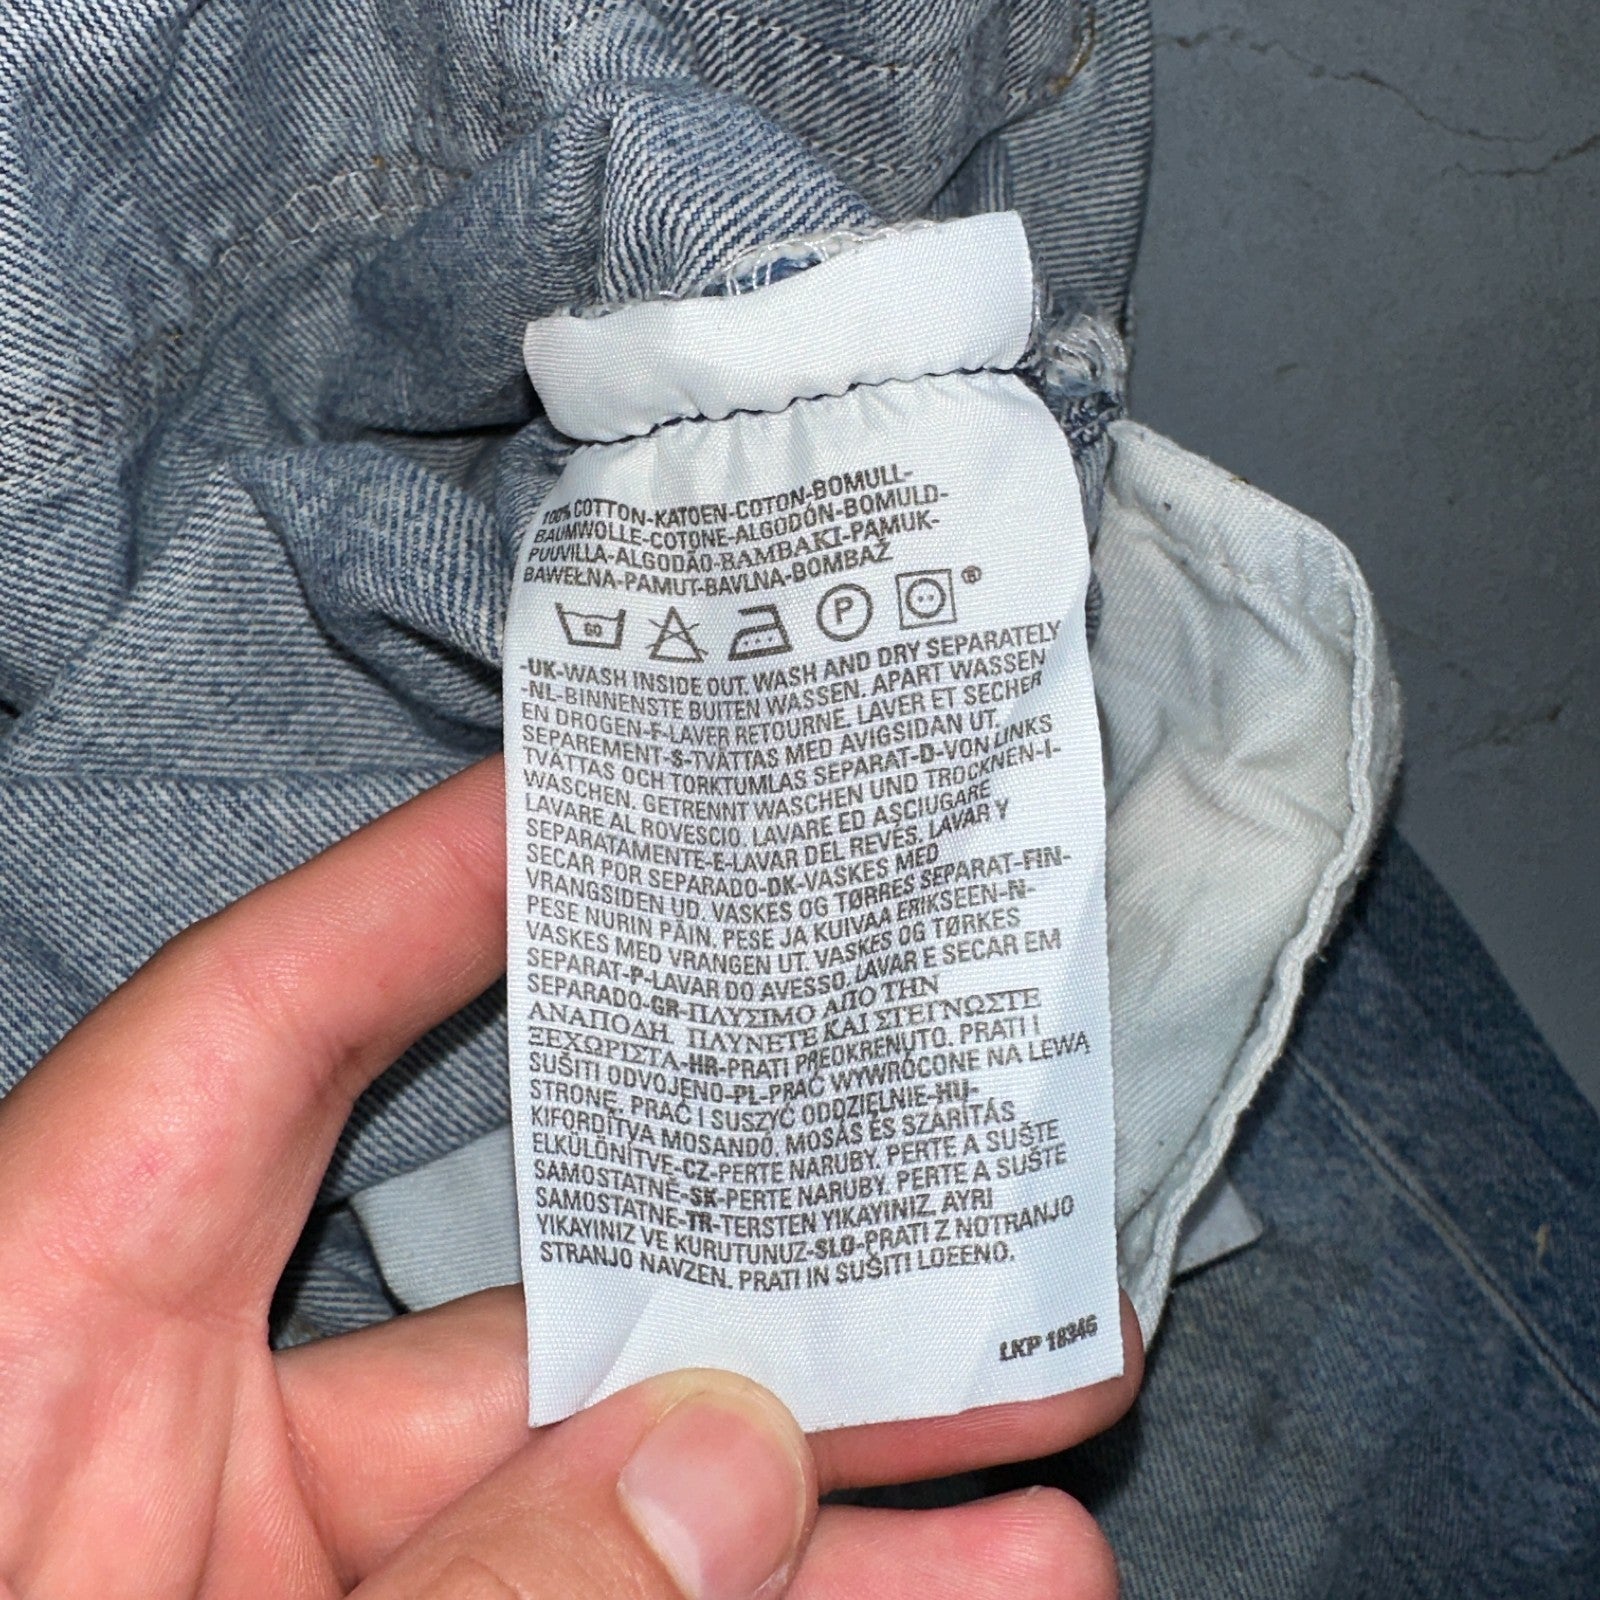 100% COTTON-KATOEN-COTON-BOMULL-
BAUMWOLLE-COTONE-ALGODÓN-BOMULD-
PUUVILLA-ALGODÃO-BAMBAKI-PAMUK-
BAWEŁNA-PAMUT-BAVLNA-BOMBAŽ
60 P ®
-UK-WASH INSIDE OUT. WASH AND DRY SEPARATELY
-NL-BINNENSTE BUITEN WASSEN. APART WASSEN
EN DROGEN-F-LAVER RETOURNE. LAVER ET SECHER
SEPAREMENT-S-TVÄTTAS MED AVIGSIDAN UT.
TVÄTTAS OCH TORKTUMLAS SEPARAT-D-VON LINKS
WASCHEN. GETRENNT WASCHEN UND TROCKNEN-I-
LAVARE AL ROVESCIO. LAVARE ED ASCIUGARE
SEPARATAMENTE-E-LAVAR DEL REVÉS. LAVAR Y
SECAR POR SEPARADO-DK-VASKES MED
VRANGSIDEN UD. VASKES OG TØRRES SEPARAT-FIN-
PESE NURIN PÄIN. PESE JA KUIVAA ERIKSEEN-N-
VASKES MED VRANGEN UT. VASKES OG TØRKES
SEPARAT-P-LAVAR DO AVESSO. LAVAR E SECAR EM
SEPARADO-GR-ΠΛΥΣΙΜΟ ΑΠΟ ΤΗΝ
ΑΝΑΠΟΔΗ. ΠΛΥΝΕΤΕ ΚΑΙ ΣΤΕΓΝΩΣΤΕ
ΞΕΧΩΡΙΣΤΑ-HR-PRATI PREOKRENUTO. PRATI I
SUŠITI ODVOJENO-PL-PRAĆ WYWRÓCONE NA LEWĄ
STRONĘ. PRAĆ I SUSZYĆ ODDZIELNIE-HU-
KIFORDÍTVA MOSANDÓ. MOSÁS ÉS SZÁRÍTÁS
ELKÜLÖNÍTVE-CZ-PERTE NARUBY. PERTE A SUŠTE
SAMOSTATNĚ-SK-PERTE NARUBY. PERTE A SUŠTE
SAMOSTATNE-TR-TERSTEN YIKAYINIZ. AYRI
YIKAYINIZ VE KURUTUNUZ-SLO-PRATI Z NOTRANJO
STRANJO NAVZEN. PRATI IN SUŠITI LOEENO.
LKP 18346